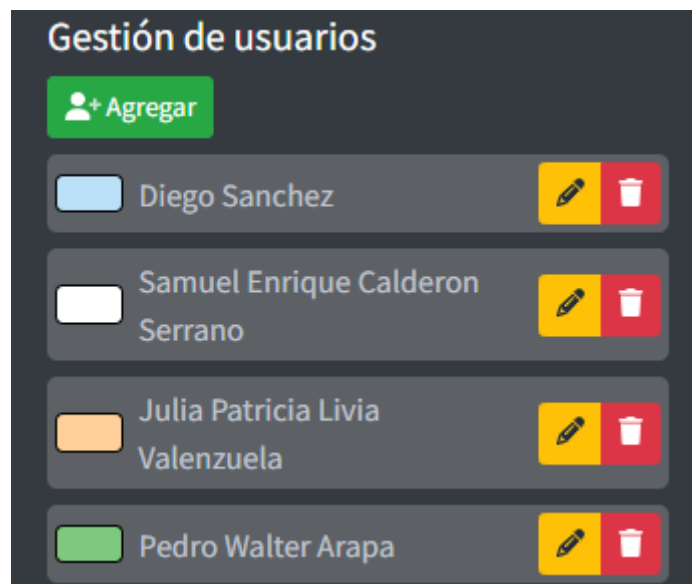 Gestión de usuarios
Agregar
Diego Sanchez
Samuel Enrique Calderon
Serrano
Julia Patricia Livia
Valenzuela
Pedro Walter Arapa